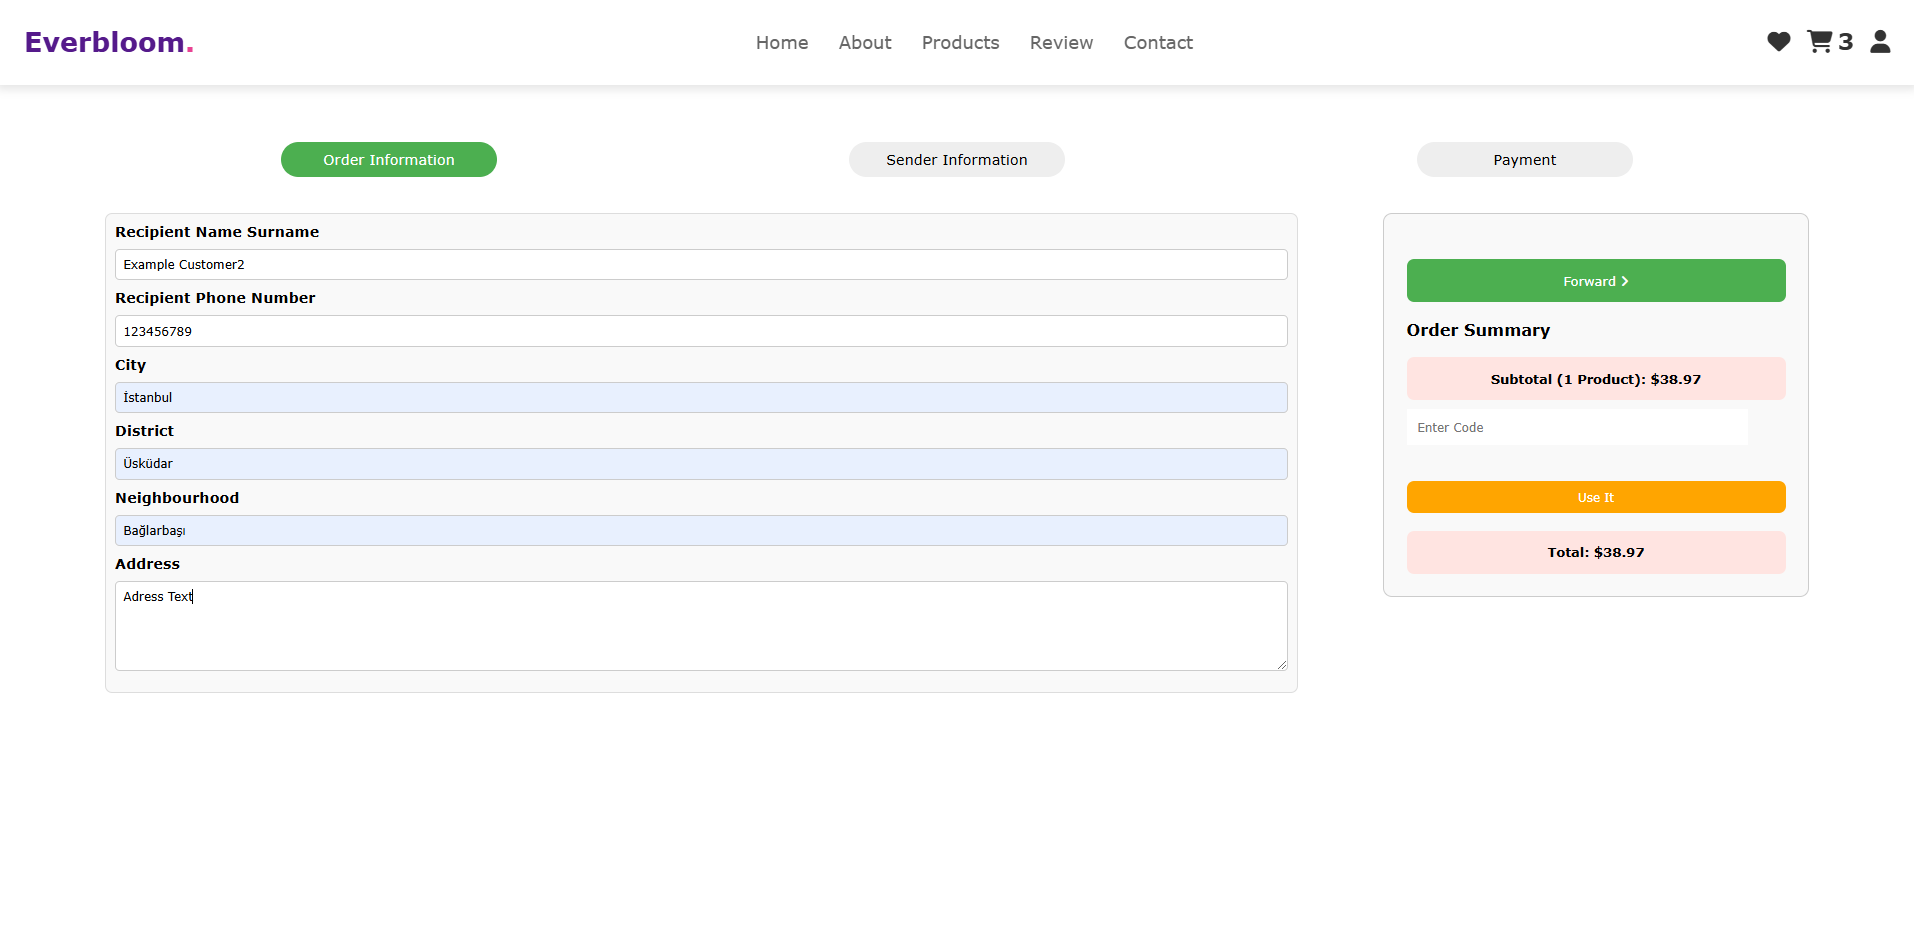 Everbloom.
Home About Products Review Contact
3
Order Information
Sender Information
Payment
Recipient Name Surname
Example Customer2
Recipient Phone Number
123456789
City
İstanbul
District
Üsküdar
Neighbourhood
Bağlarbaşı
Address
Adress Text
Forward
Order Summary
Subtotal (1 Product): $38.97
Enter Code
Use It
Total: $38.97